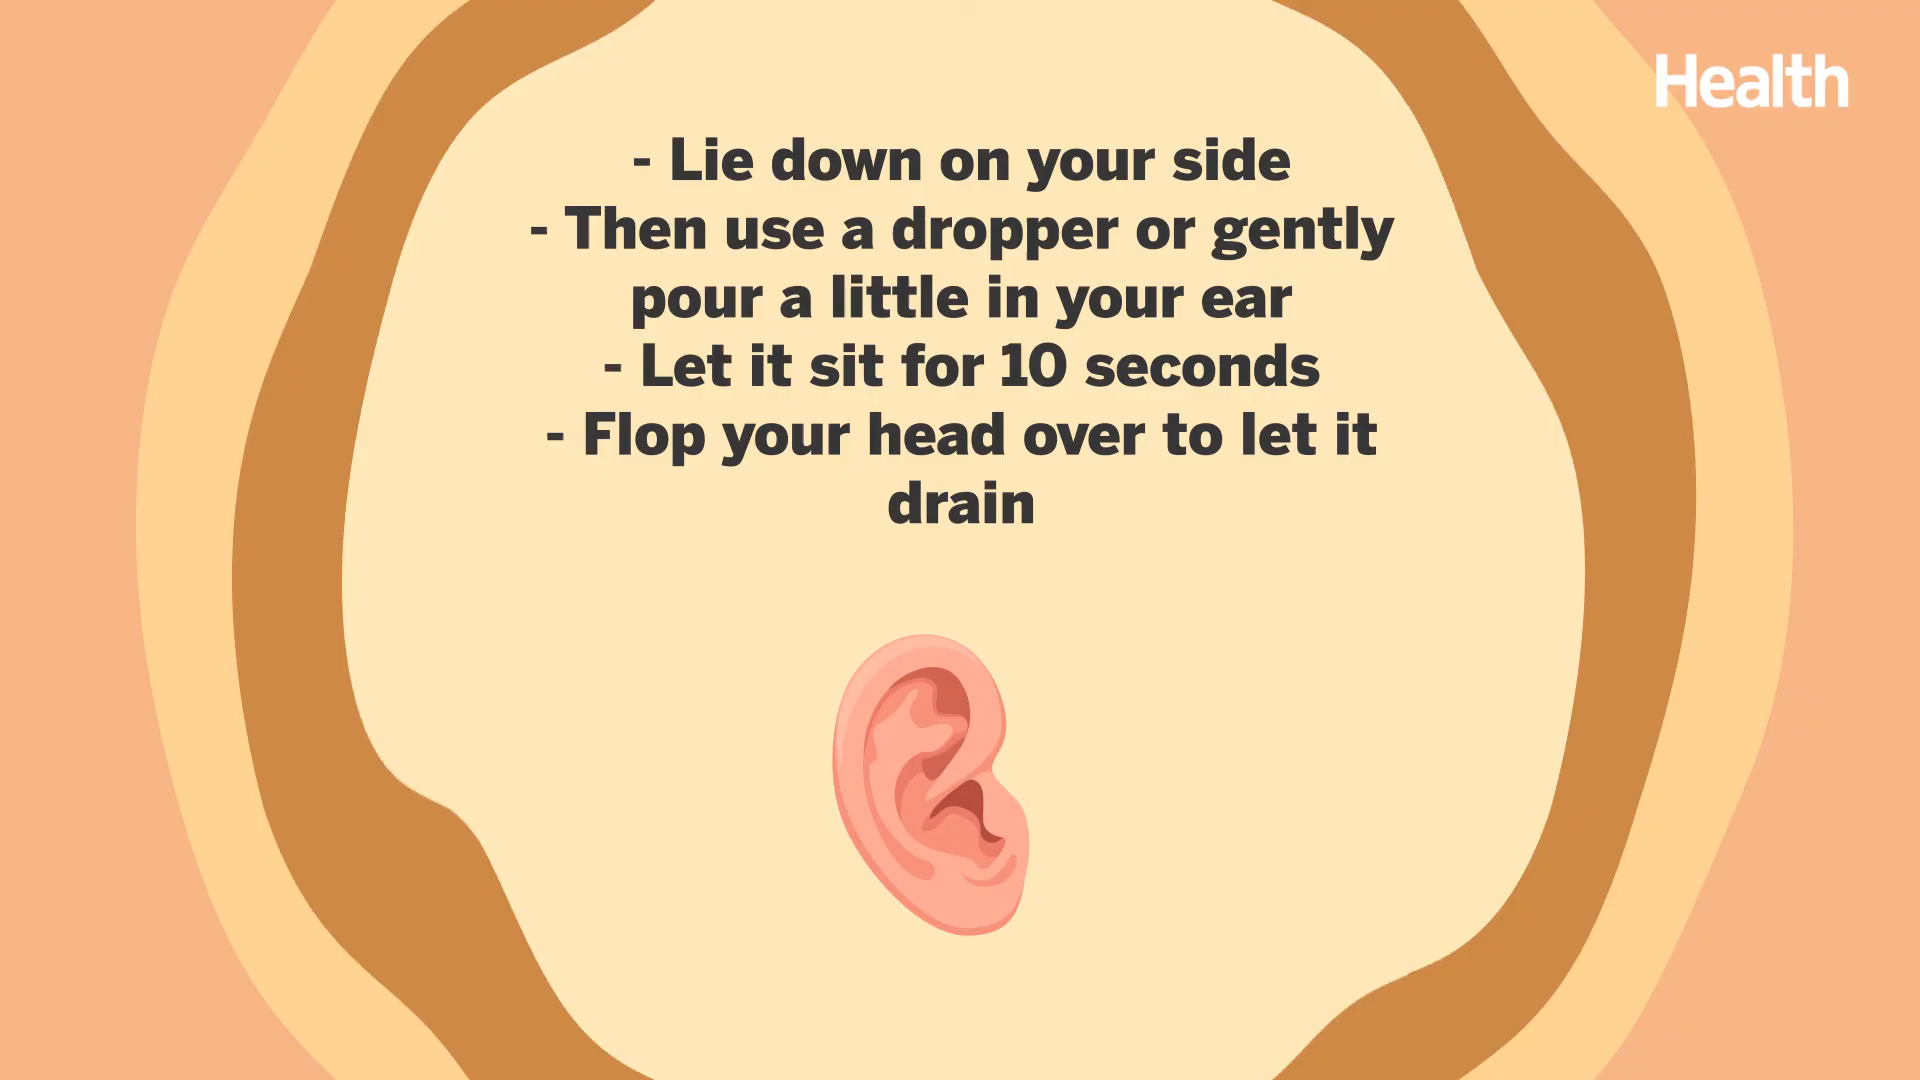 Health
- Lie down on your side
- Then use a dropper or gently
pour a little in your ear
- Let it sit for 10 seconds
- Flop your head over to let it
drain